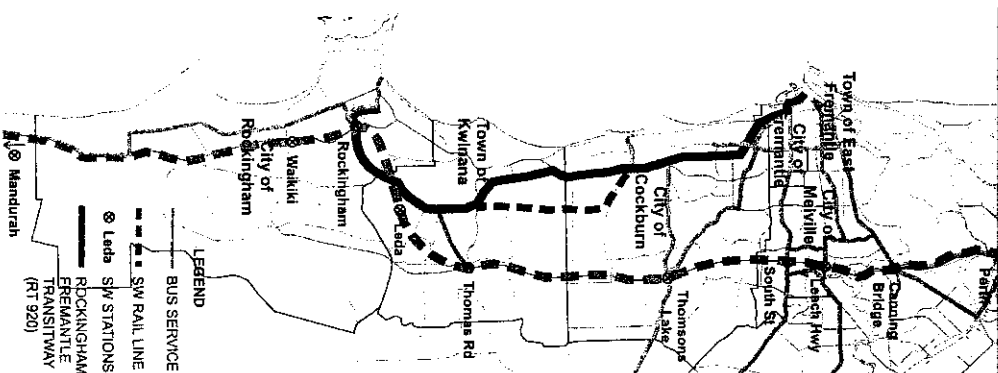 Perth
Canning
Bridge
Leach Hwy
South St
Thomsons
Lake
Thomas Rd
Town of East
Fremantle
City of
Fremantle
City of
Melville
City of
Cockburn
Town of
Kwinana
Leda
Rockingham
Waikiki
City of
Rockingham
Mandurah
LEGEND
BUS SERVICE
SW RAIL LINE
Leda SW STATIONS
ROCKINGHAM
FREMANTLE
TRANSITWAY
(RT 920)